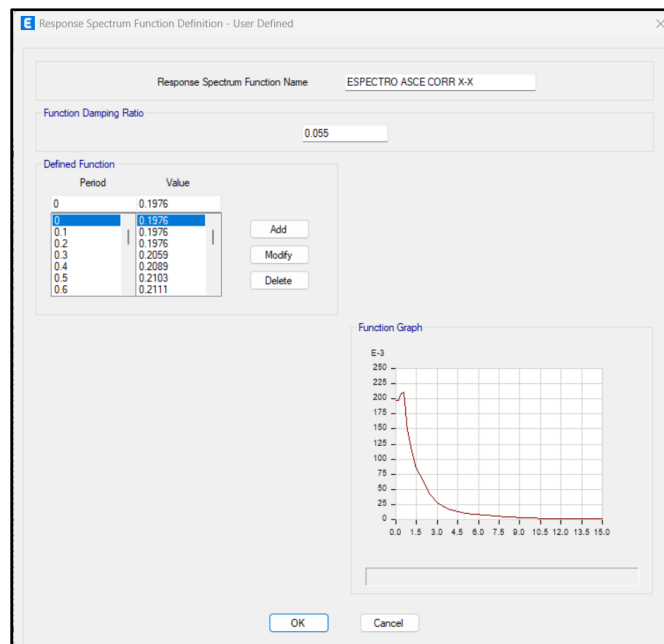 E Response Spectrum Function Definition - User Defined
Response Spectrum Function Name ESPECTRO ASCE CORR X-X
Function Damping Ratio
0.055
Defined Function
Period Value
0 0.1976
0 0.1976
0.1 0.1976
0.2 0.1976
0.3 0.2059
0.4 0.2089
0.5 0.2103
0.6 0.2111
Add
Modify
Delete
Function Graph
E-3
250
225
200
175
150
125
100
75
50
25
0
0.0 1.5 3.0 4.5 6.0 7.5 9.0 10.5 12.0 13.5 15.0
OK Cancel